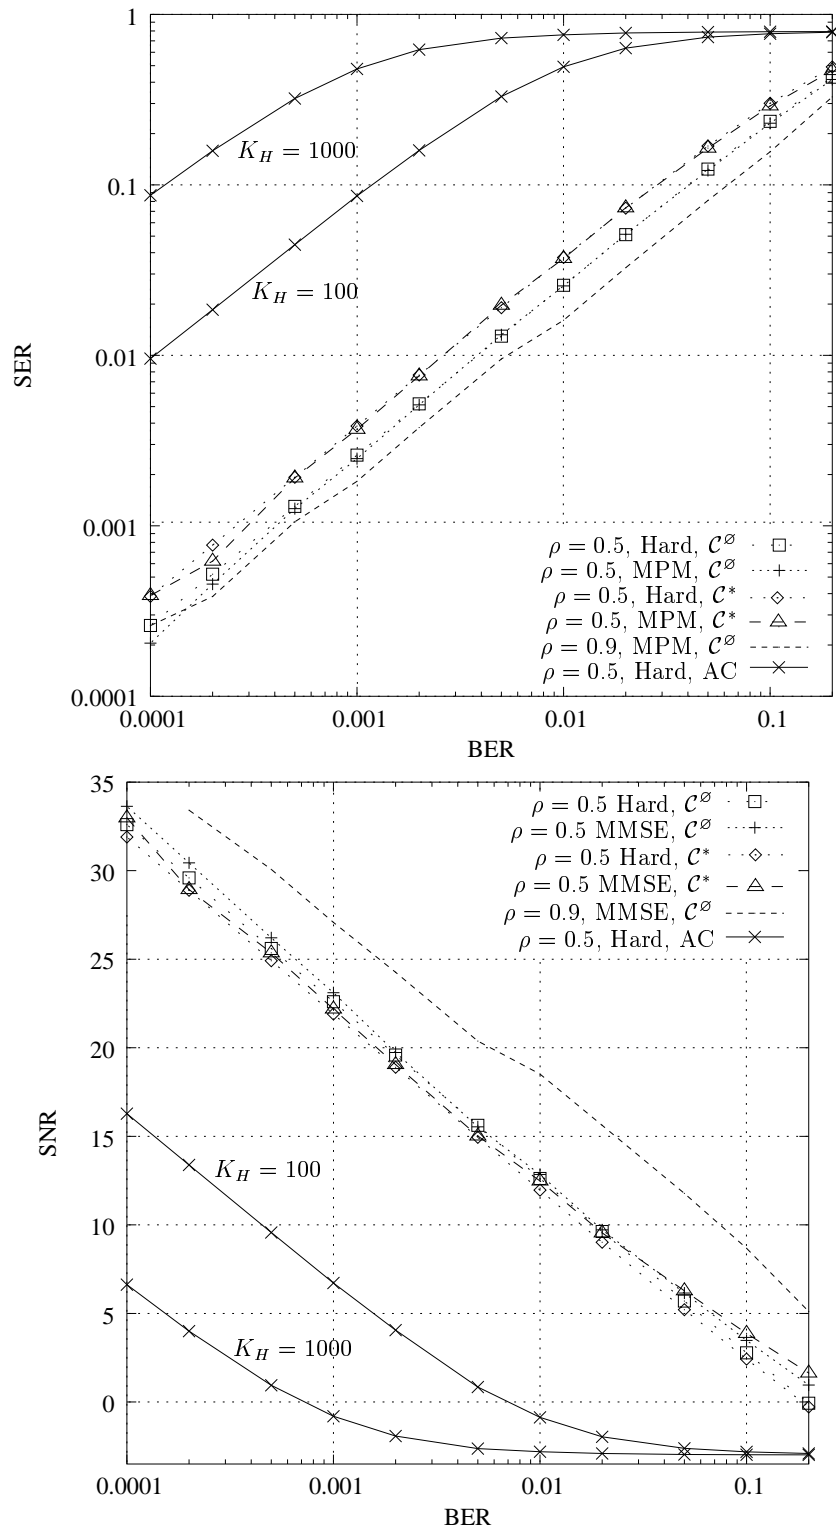 1
0.1
0.01
0.001
0.0001
SER
K_H = 1000
K_H = 100
ρ = 0.5, Hard, 𝒞^∅
ρ = 0.5, MPM, 𝒞^∅
ρ = 0.5, Hard, 𝒞*
ρ = 0.5, MPM, 𝒞*
ρ = 0.9, MPM, 𝒞^∅
ρ = 0.5, Hard, AC
0.0001 0.001 0.01 0.1
BER
35
30
25
20
15
10
5
0
SNR
ρ = 0.5 Hard, 𝒞^∅
ρ = 0.5 MMSE, 𝒞^∅
ρ = 0.5 Hard, 𝒞*
ρ = 0.5 MMSE, 𝒞*
ρ = 0.9, MMSE, 𝒞^∅
ρ = 0.5, Hard, AC
K_H = 100
K_H = 1000
0.0001 0.001 0.01 0.1
BER